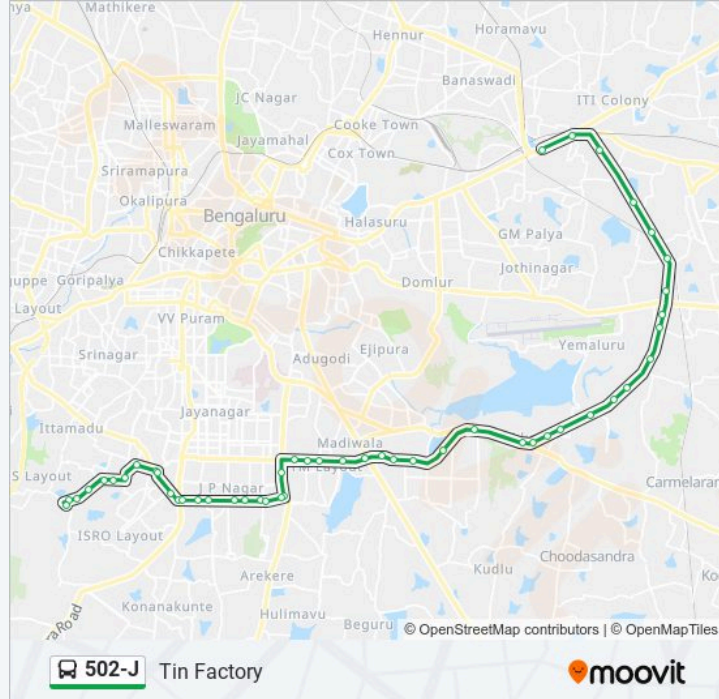 Mathikere
Hennur
Horamavu
Banaswadi
JC Nagar
ITI Colony
Malleswaram
Cooke Town
Jayamahal
Cox Town
Sriramapura
Okalipura
Bengaluru
Halasuru
GM Palya
Chikkapete
Jothinagar
Goripalya
Domlur
Layout
VV Puram
Ejipura
Yemaluru
Srinagar
Adugodi
Jayanagar
Ittamadu
Madiwala
S Layout
J P Nagar
Carmelaran
ISRO Layout
Choodasandra
Arekere
Kudlu
Konanakunte
Hulimavu
Beguru
Road
© OpenStreetMap contributors | © OpenMapTiles
502-J Tin Factory
moovit